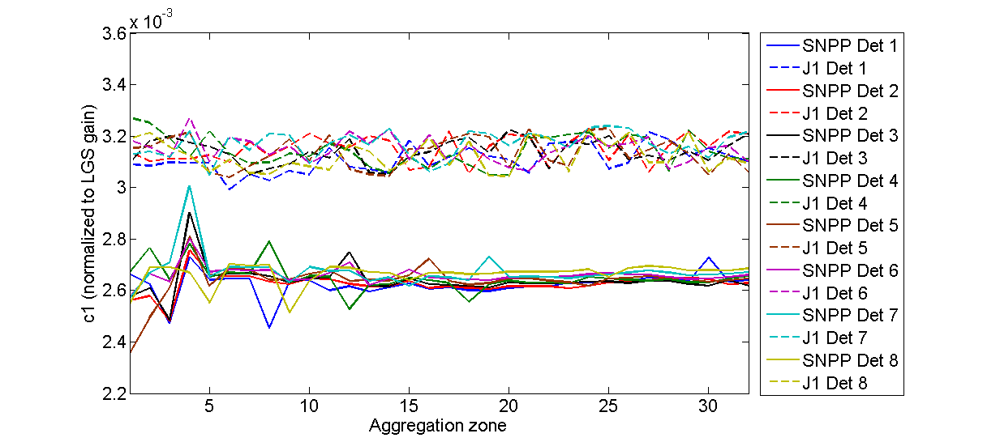 x 10-3
3.6
3.4
3.2
3
2.8
2.6
2.4
2.2
c1 (normalized to LGS gain)
5 10 15 20 25 30
Aggregation zone
SNPP Det 1
J1 Det 1
SNPP Det 2
J1 Det 2
SNPP Det 3
J1 Det 3
SNPP Det 4
J1 Det 4
SNPP Det 5
J1 Det 5
SNPP Det 6
J1 Det 6
SNPP Det 7
J1 Det 7
SNPP Det 8
J1 Det 8